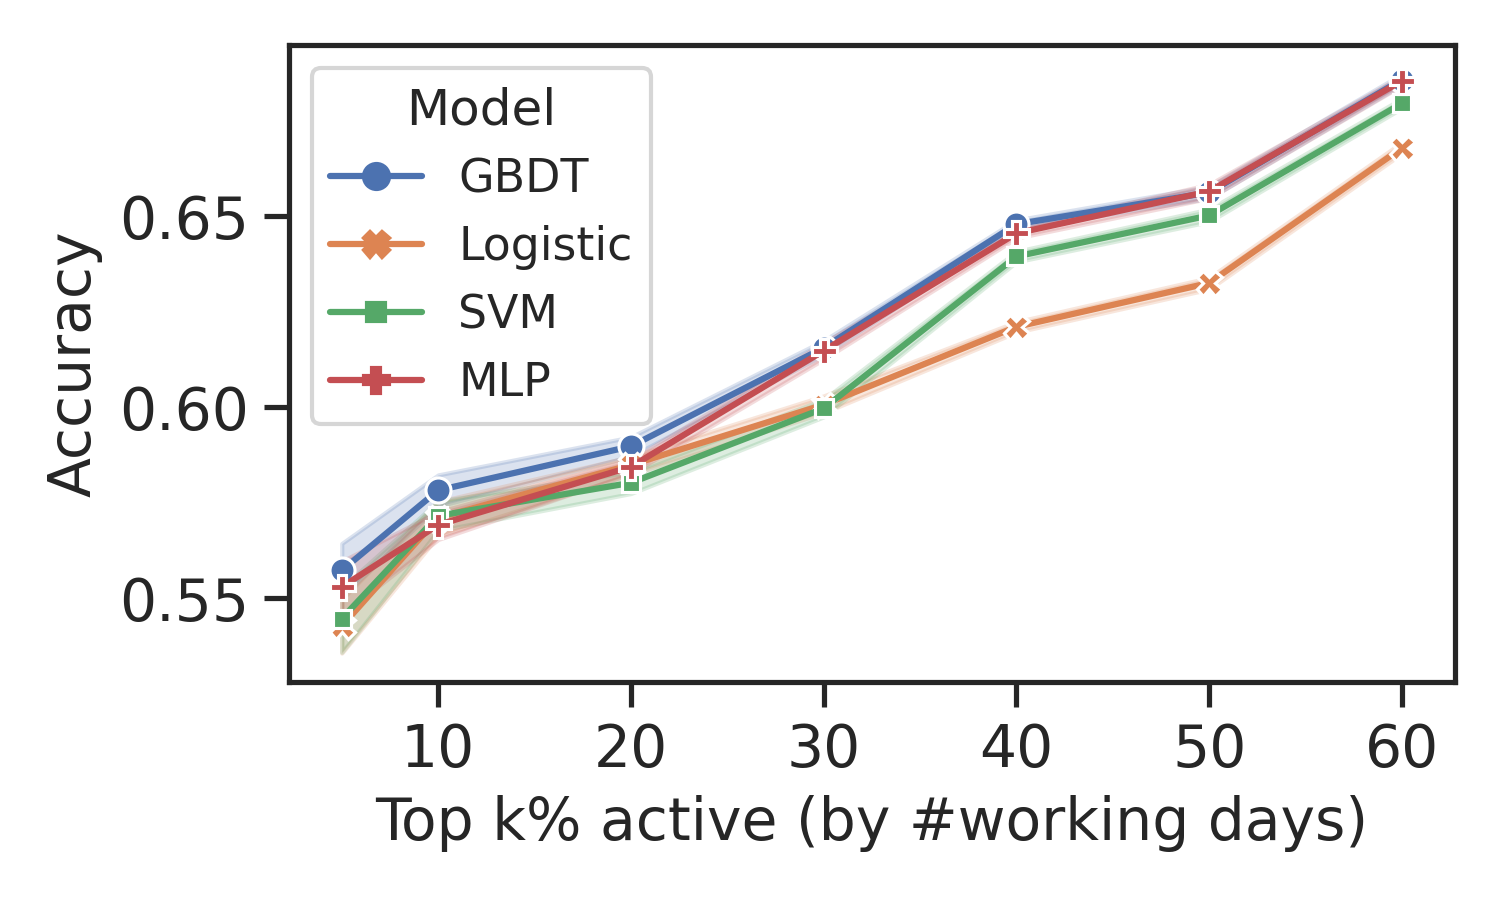 Model
GBDT
Logistic
SVM
MLP
Accuracy
0.65
0.60
0.55
10 20 30 40 50 60
Top k% active (by #working days)